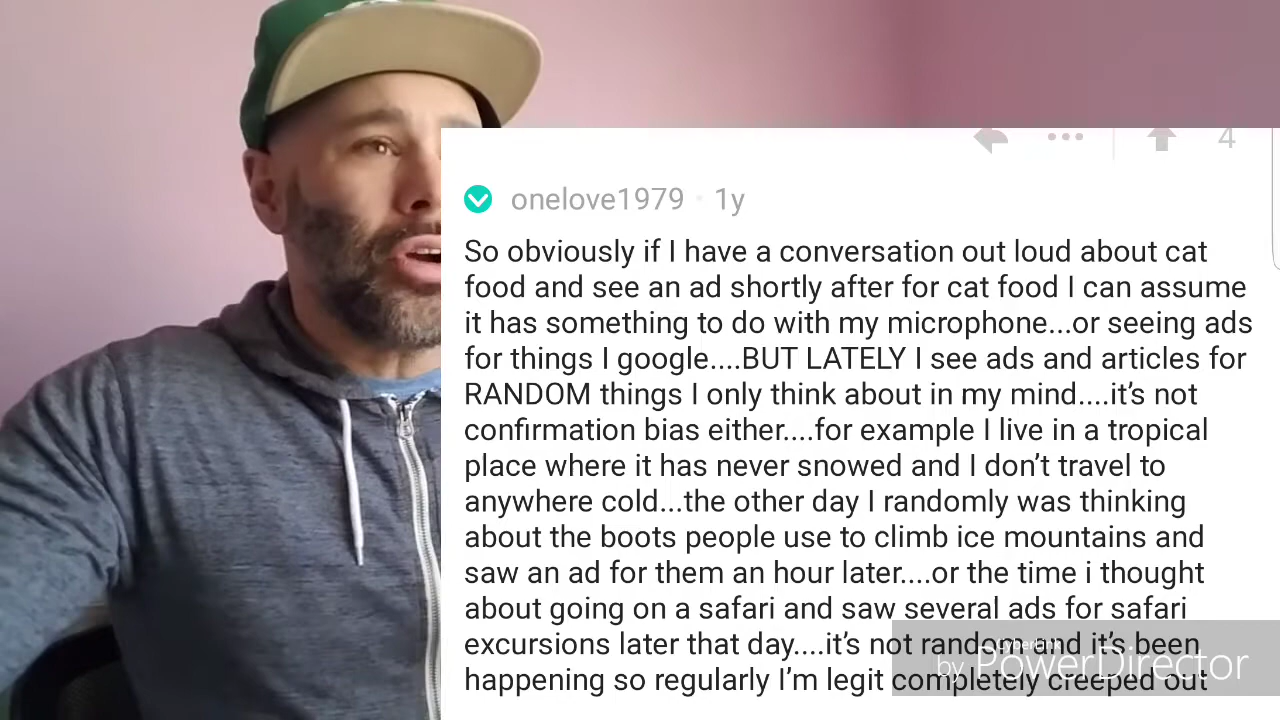 4
onelove1979 · 1y
So obviously if I have a conversation out loud about cat
food and see an ad shortly after for cat food I can assume
it has something to do with my microphone...or seeing ads
for things I google....BUT LATELY I see ads and articles for
RANDOM things I only think about in my mind....it's not
confirmation bias either....for example I live in a tropical
place where it has never snowed and I don't travel to
anywhere cold...the other day I randomly was thinking
about the boots people use to climb ice mountains and
saw an ad for them an hour later....or the time i thought
about going on a safari and saw several ads for safari
excursions later that day....it's not random and it's been
happening so regularly I'm legit completely creeped out
CyberLink
by PowerDirector